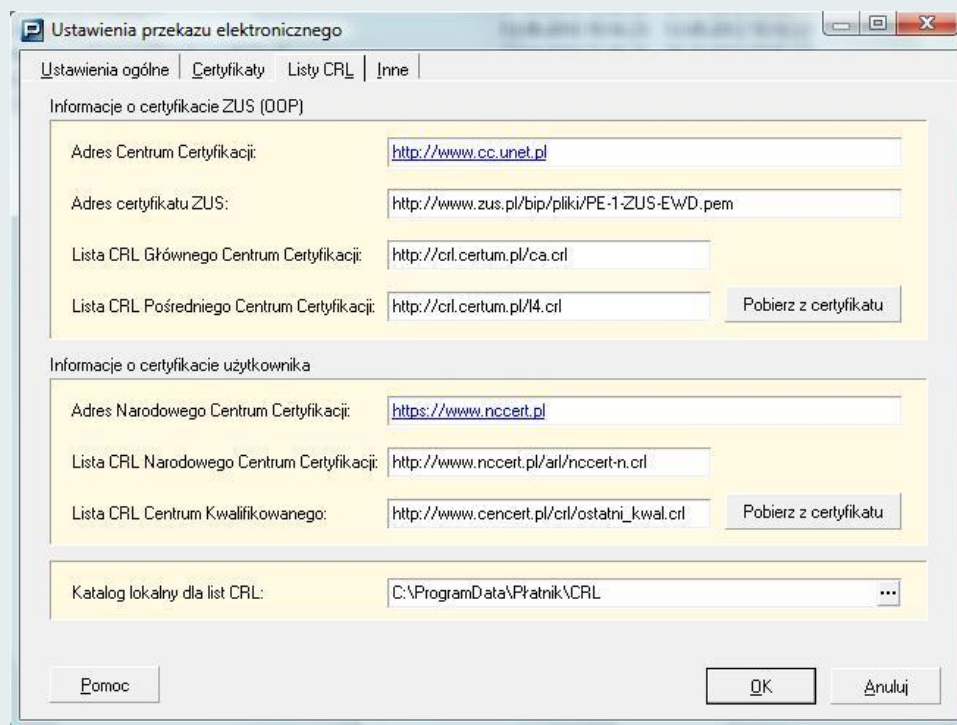 Ustawienia przekazu elektronicznego
Ustawienia ogólne Certyfikaty Listy CRL Inne
Informacje o certyfikacie ZUS (OOP)
Adres Centrum Certyfikacji: http://www.cc.unet.pl
Adres certyfikatu ZUS: http://www.zus.pl/bip/pliki/PE-1-ZUS-EWD.pem
Lista CRL Głównego Centrum Certyfikacji: http://crl.certum.pl/ca.crl
Lista CRL Pośredniego Centrum Certyfikacji: http://crl.certum.pl/l4.crl Pobierz z certyfikatu
Informacje o certyfikacie użytkownika
Adres Narodowego Centrum Certyfikacji: https://www.nccert.pl
Lista CRL Narodowego Centrum Certyfikacji: http://www.nccert.pl/arl/nccert-n.crl
Lista CRL Centrum Kwalifikowanego: http://www.cencert.pl/crl/ostatni_kwal.crl Pobierz z certyfikatu
Katalog lokalny dla list CRL: C:\ProgramData\Płatnik\CRL ...
Pomoc OK Anuluj